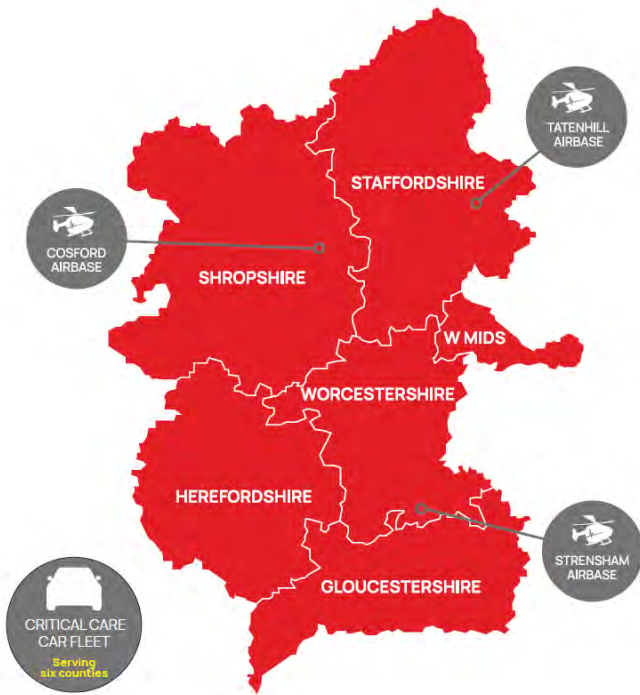 TATENHILL
AIRBASE
STAFFORDSHIRE
COSFORD
AIRBASE
SHROPSHIRE
W MIDS
WORCESTERSHIRE
HEREFORDSHIRE
STRENSHAM
AIRBASE
GLOUCESTERSHIRE
CRITICAL CARE
CAR FLEET
Serving
six counties